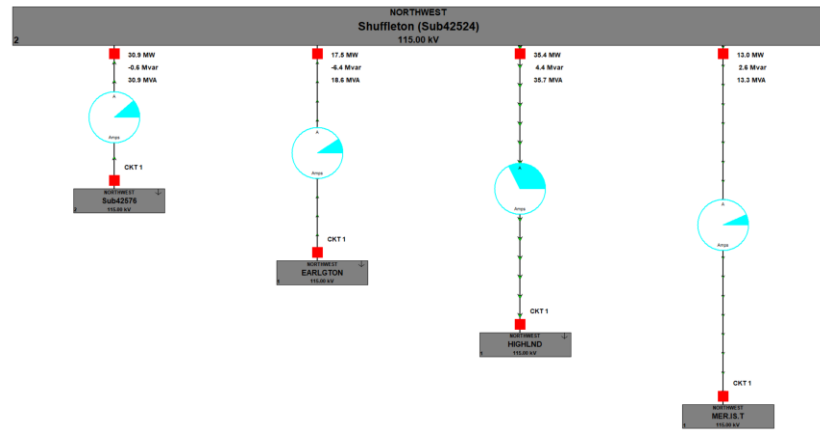 NORTHWEST
Shuffleton (Sub42524)
2
115.00 kV
30.9 MW
-0.6 Mvar
30.9 MVA
A
Amps
CKT 1
NORTHWEST
Sub42576
115.00 kV
17.5 MW
-6.4 Mvar
18.6 MVA
A
Amps
CKT 1
NORTHWEST
EARLGTON
115.00 kV
35.4 MW
4.4 Mvar
35.7 MVA
A
Amps
CKT 1
NORTHWEST
HIGHLND
115.00 kV
13.0 MW
2.6 Mvar
13.3 MVA
A
Amps
CKT 1
NORTHWEST
MER.IS.T
115.00 kV